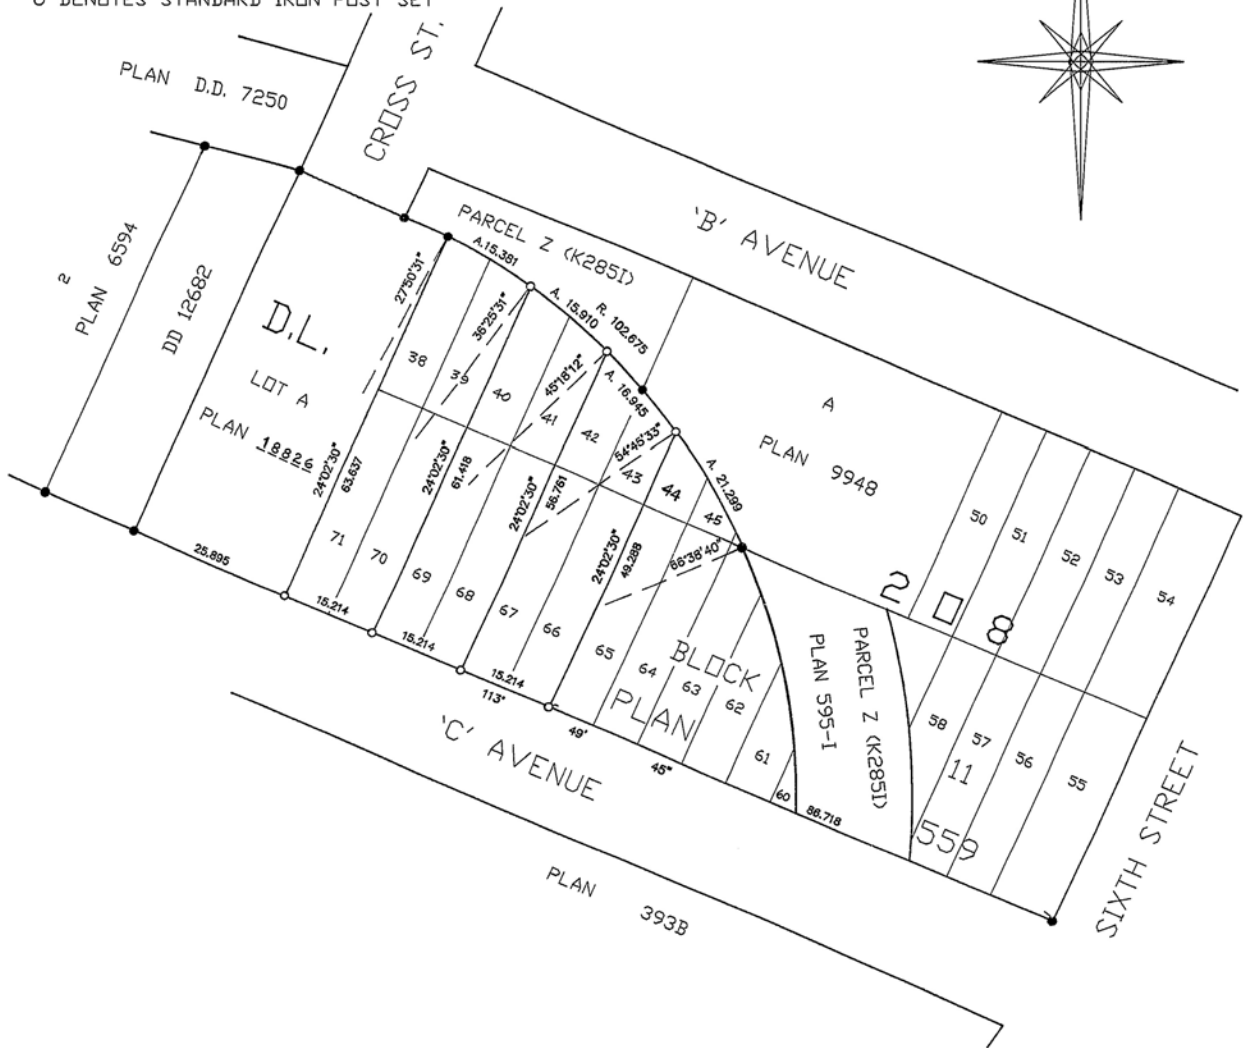 O DENOTES STANDARD IRON POST SET
PLAN D.D. 7250
CROSS ST.
'B' AVENUE
PARCEL Z (K285I)
2
PLAN 6594
DD 12682
D.L.
LOT A
PLAN 18826
27°50'31"
A.15.381
36°25'31"
A. 15.910
R. 102.675
45°18'12"
A. 16.945
54°45'33"
A. 21.299
86°38'40"
A
PLAN 9948
38
39
40
41
42
43
44
45
50
51
52
53
54
24°02'30"
63.637
24°02'30"
61.418
24°02'30"
56.761
24°02'30"
49.288
71
70
69
68
67
66
65
64
63
62
61
60
BLOCK
PLAN
2 0 8
PLAN 595-I
PARCEL Z (K285I)
58
57
56
55
11
559
25.895
15.214
15.214
15.214
113°
49'
45"
86.718
'C' AVENUE
SIXTH STREET
PLAN 393B